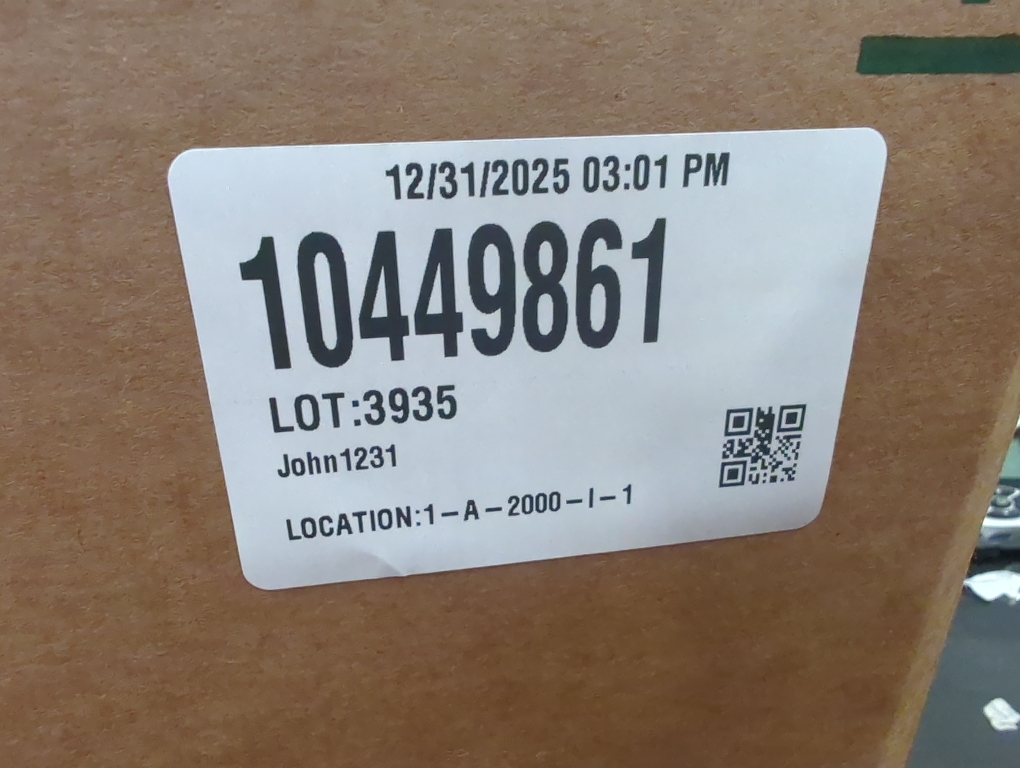 12/31/2025 03:01 PM
10449861
LOT:3935
John1231
LOCATION:1-A-2000-I-1